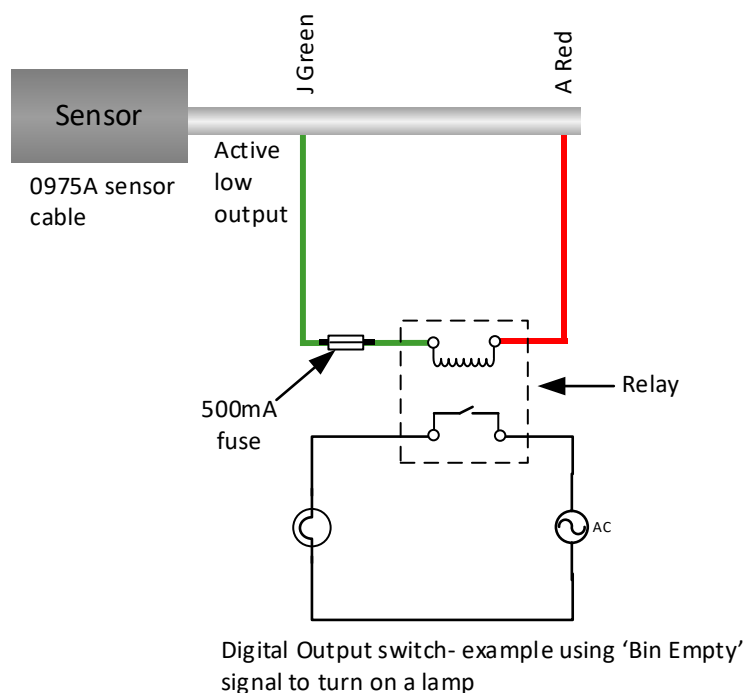 J Green
A Red
Sensor
Active
low
output
0975A sensor
cable
500mA
fuse
Relay
AC
Digital Output switch- example using ‘Bin Empty’
signal to turn on a lamp